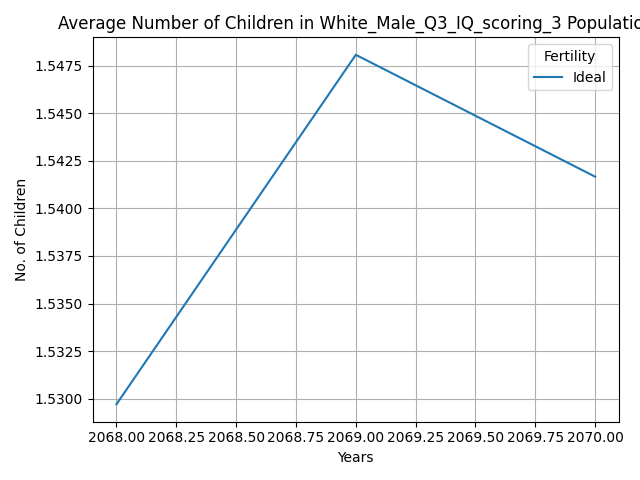 Average Number of Children in White_Male_Q3_IQ_scoring_3 Populatio
Fertility
Ideal
1.5475
1.5450
1.5425
1.5400
1.5375
1.5350
1.5325
1.5300
No. of Children
2068.00 2068.25 2068.50 2068.75 2069.00 2069.25 2069.50 2069.75 2070.00
Years